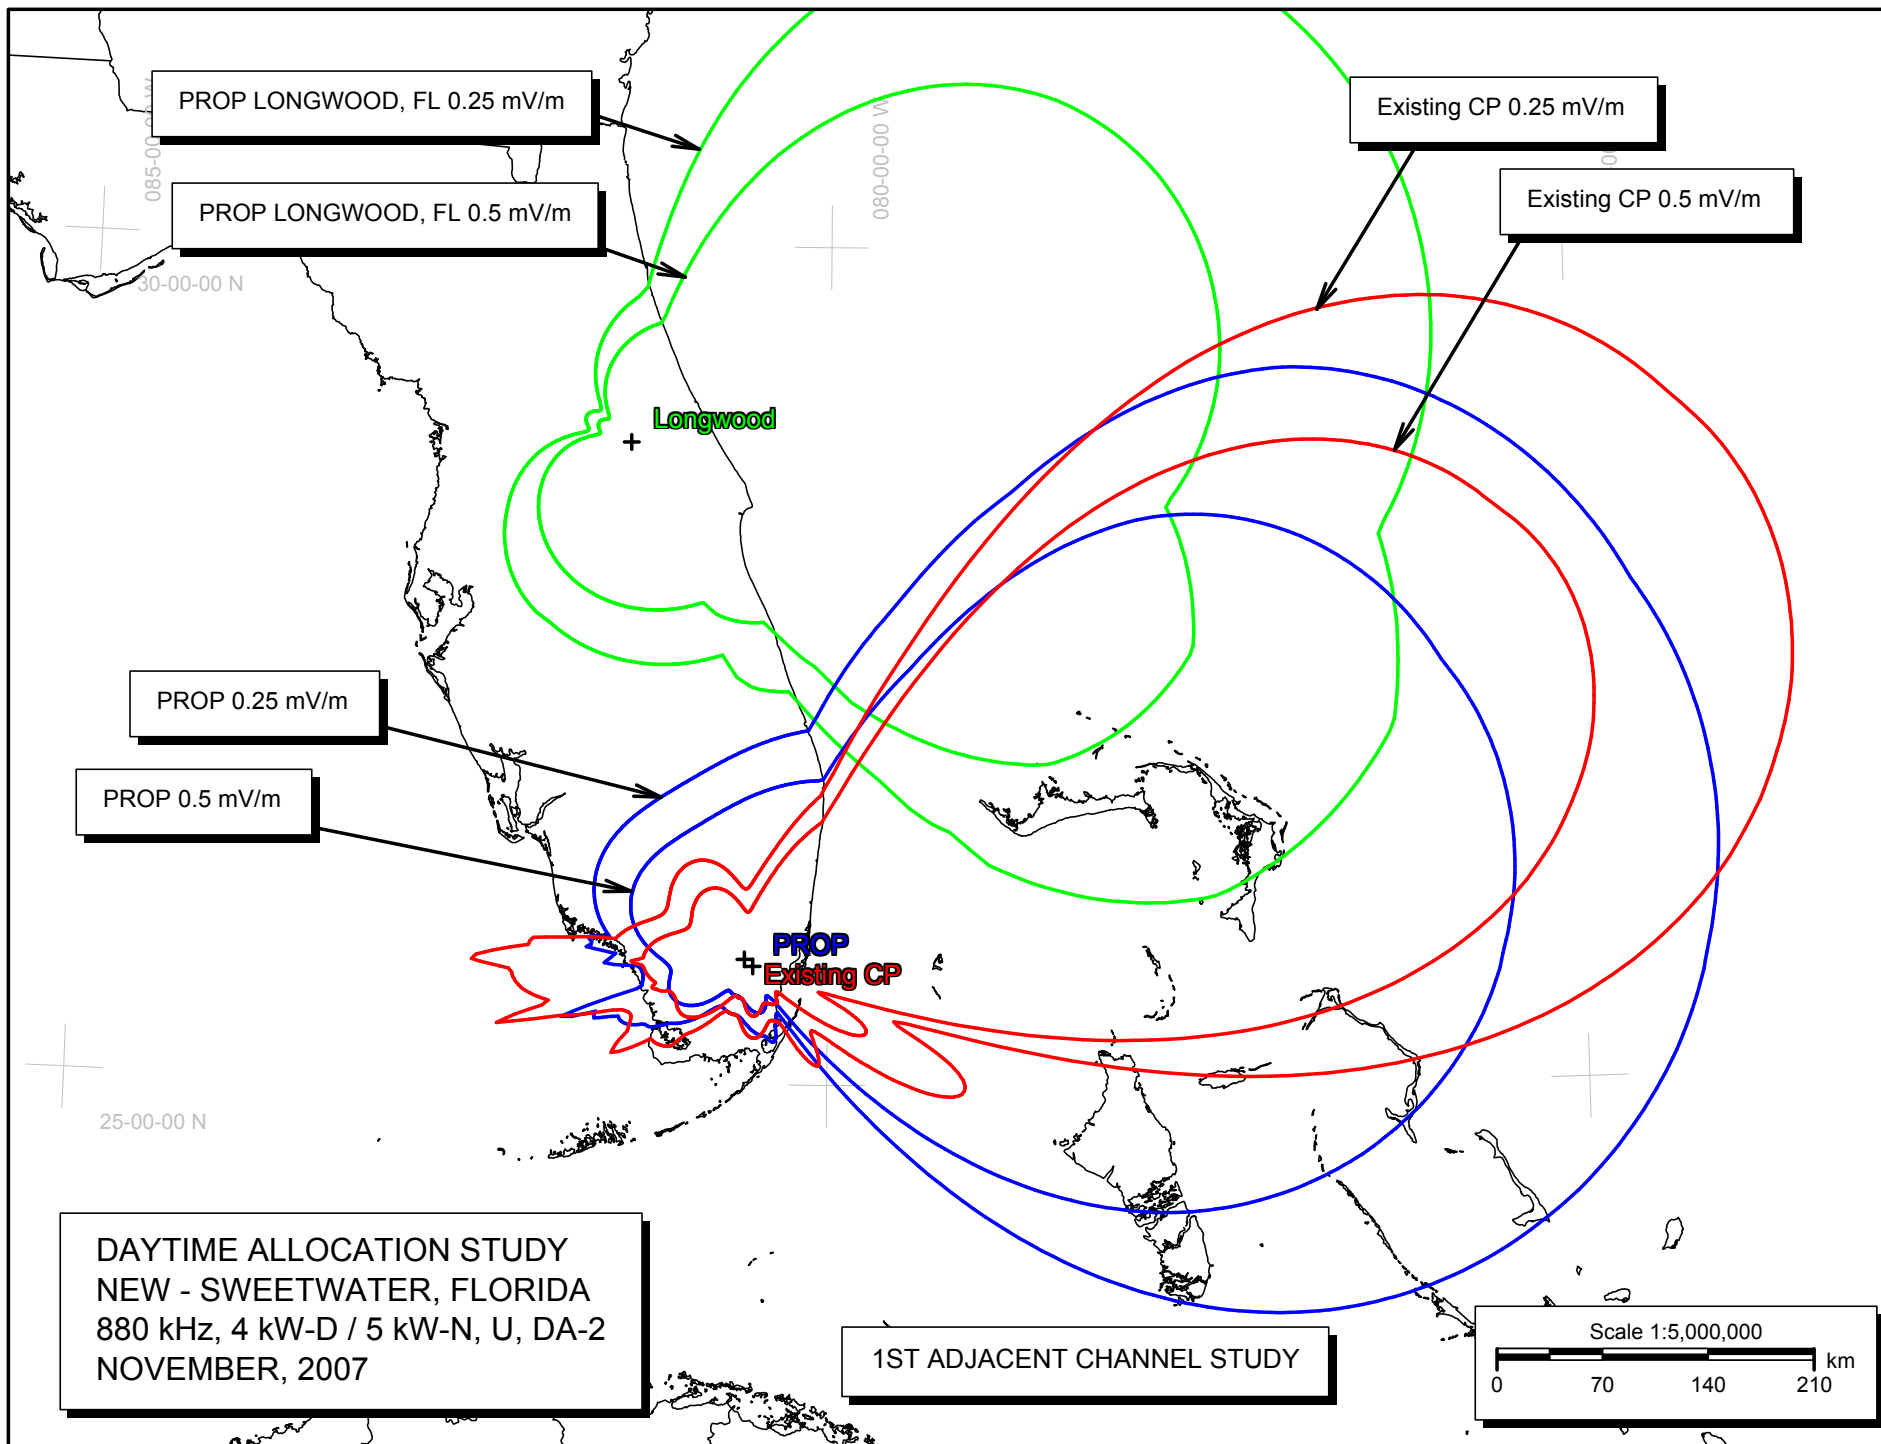 PROP LONGWOOD, FL 0.25 mV/m
PROP LONGWOOD, FL 0.5 mV/m
Existing CP 0.25 mV/m
Existing CP 0.5 mV/m
080-00-00 W
30-00-00 N
Longwood
PROP 0.25 mV/m
PROP 0.5 mV/m
PROP
Existing CP
25-00-00 N
DAYTIME ALLOCATION STUDY
NEW - SWEETWATER, FLORIDA
880 kHz, 4 kW-D / 5 kW-N, U, DA-2
NOVEMBER, 2007
1ST ADJACENT CHANNEL STUDY
Scale 1:5,000,000
km
0 70 140 210